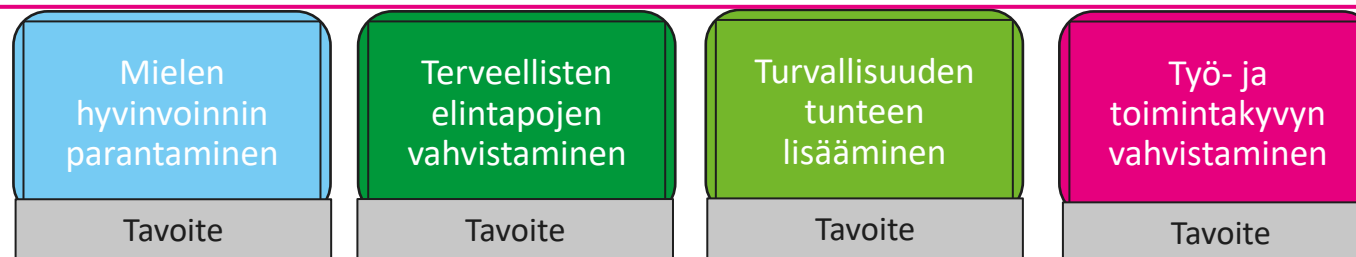 Mielen
hyvinvoinnin
parantaminen
Tavoite
Terveellisten
elintapojen
vahvistaminen
Tavoite
Turvallisuuden
tunteen
lisääminen
Tavoite
Työ- ja
toimintakyvyn
vahvistaminen
Tavoite